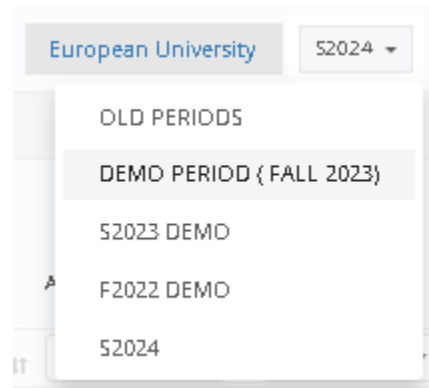 European University
S2024
OLD PERIODS
DEMO PERIOD ( FALL 2023)
S2023 DEMO
F2022 DEMO
S2024